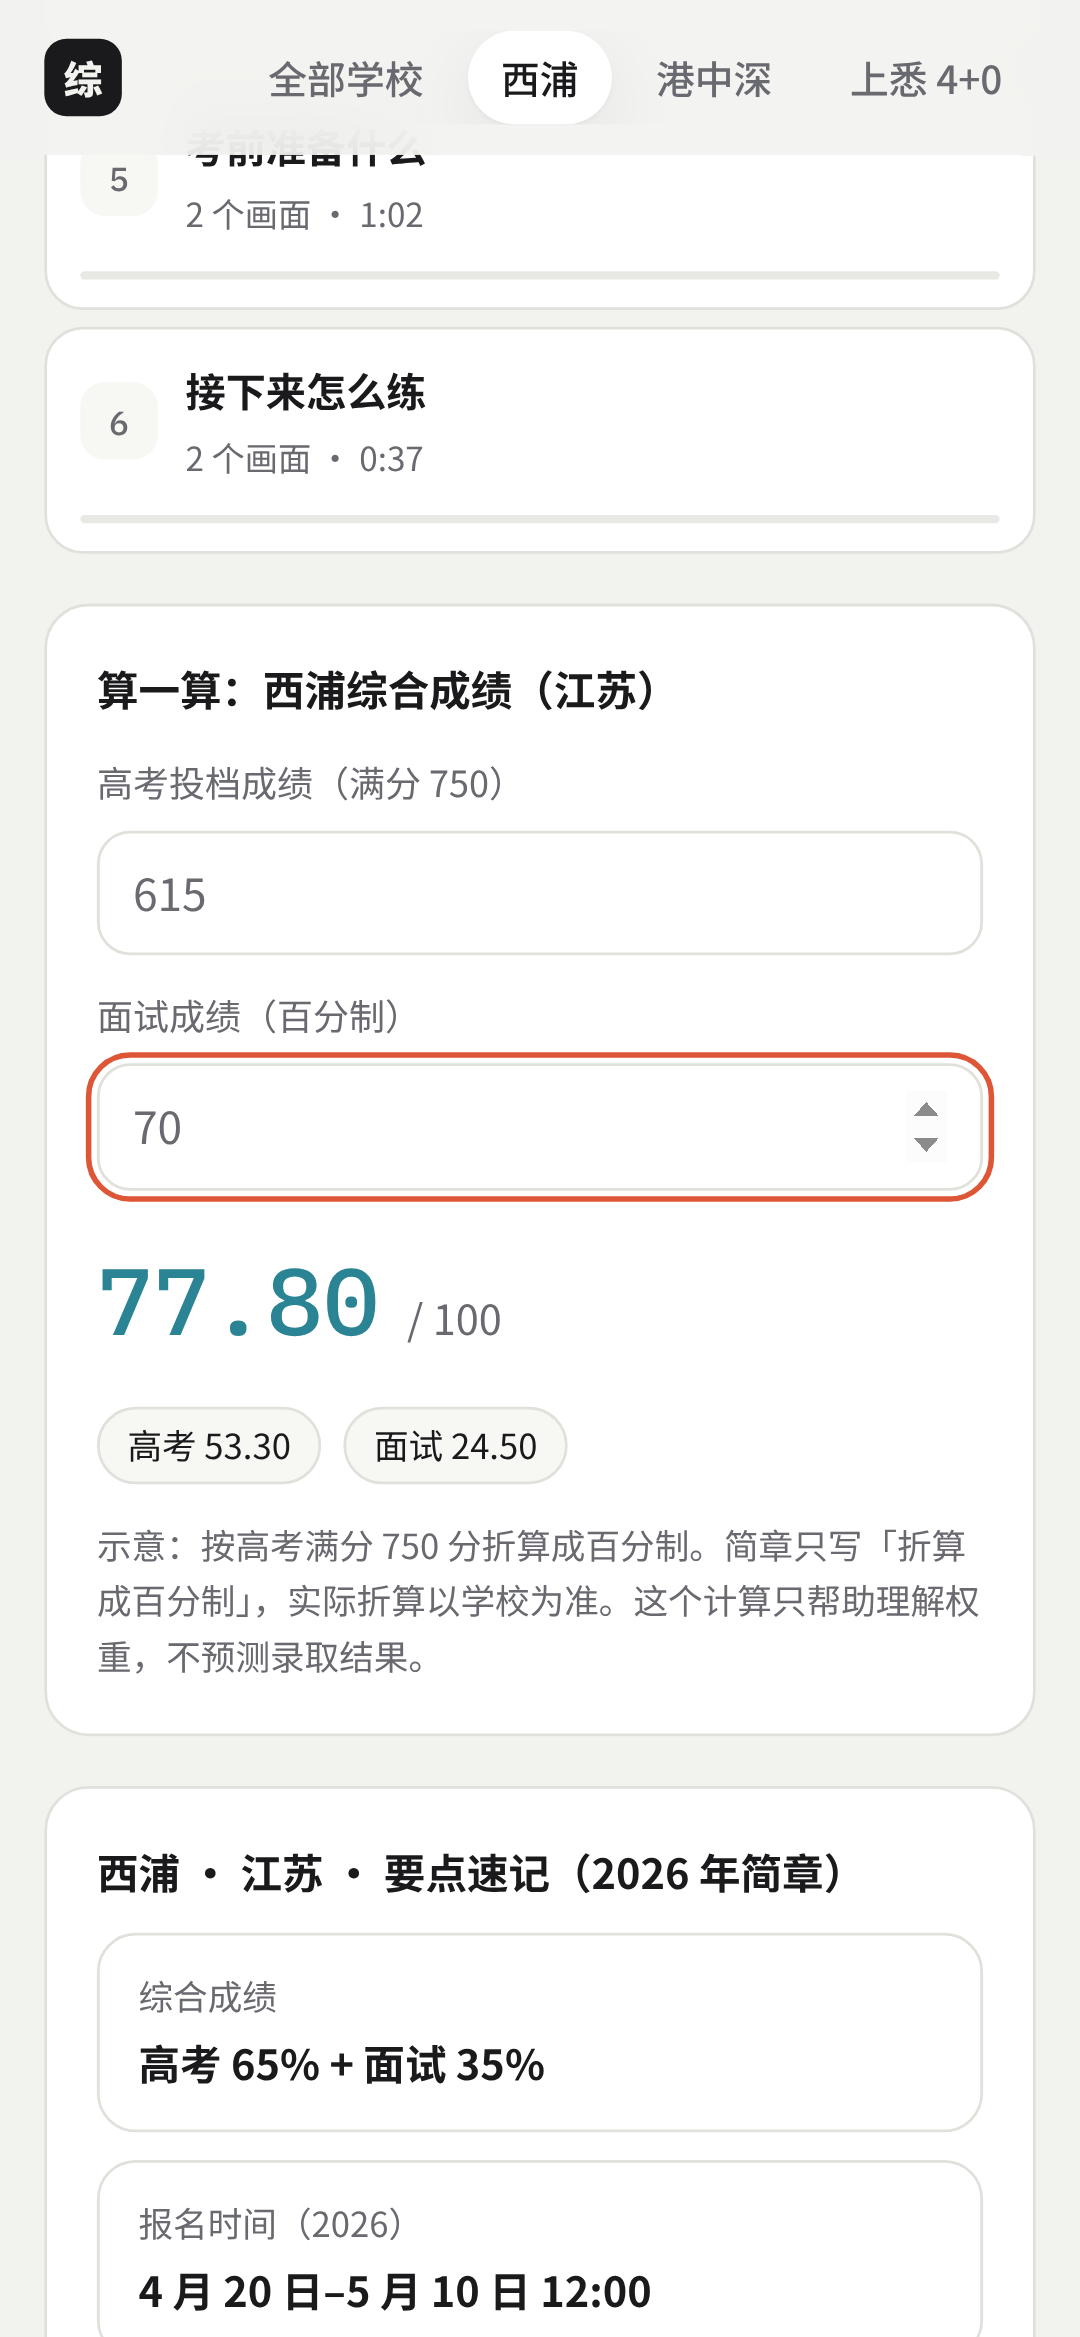 综
全部学校
西浦
港中深
上悉 4+0
5
考前准备什么
2 个画面 · 1:02
6
接下来怎么练
2 个画面 · 0:37
算一算：西浦综合成绩（江苏）
高考投档成绩（满分 750）
615
面试成绩（百分制）
70
77.80 / 100
高考 53.30
面试 24.50
示意：按高考满分 750 分折算成百分制。简章只写「折算
成百分制」，实际折算以学校为准。这个计算只帮助理解权
重，不预测录取结果。
西浦 · 江苏 · 要点速记（2026 年简章）
综合成绩
高考 65% + 面试 35%
报名时间（2026）
4 月 20 日–5 月 10 日 12:00